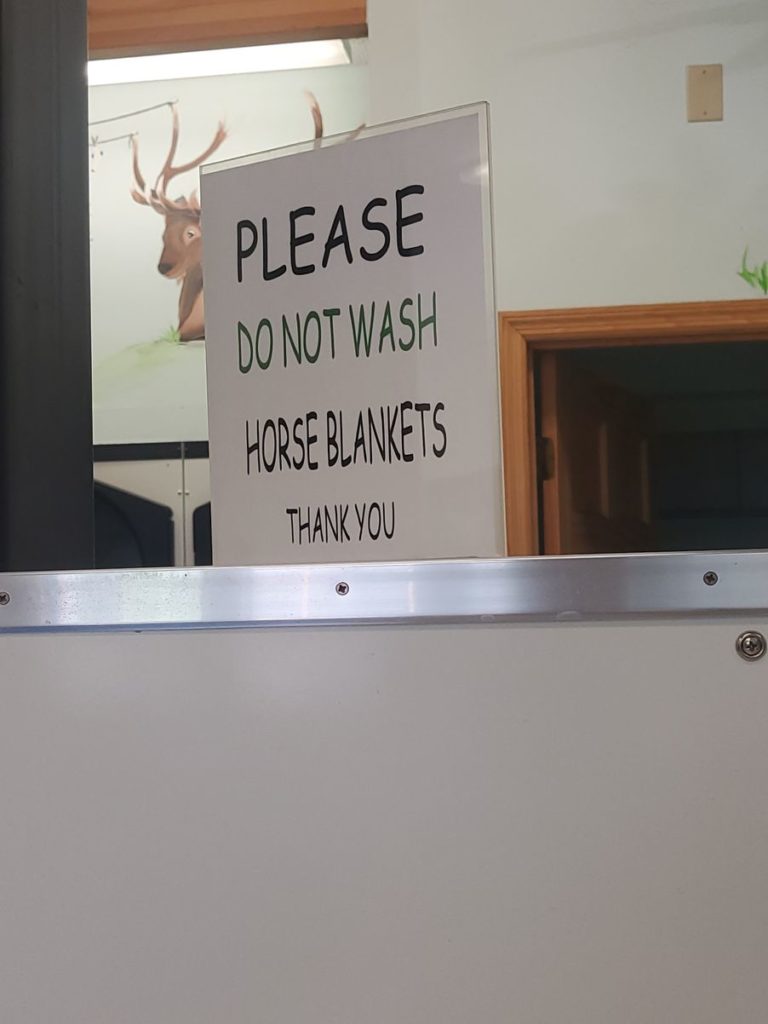 PLEASE
DO NOT WASH
HORSE BLANKETS
THANK YOU